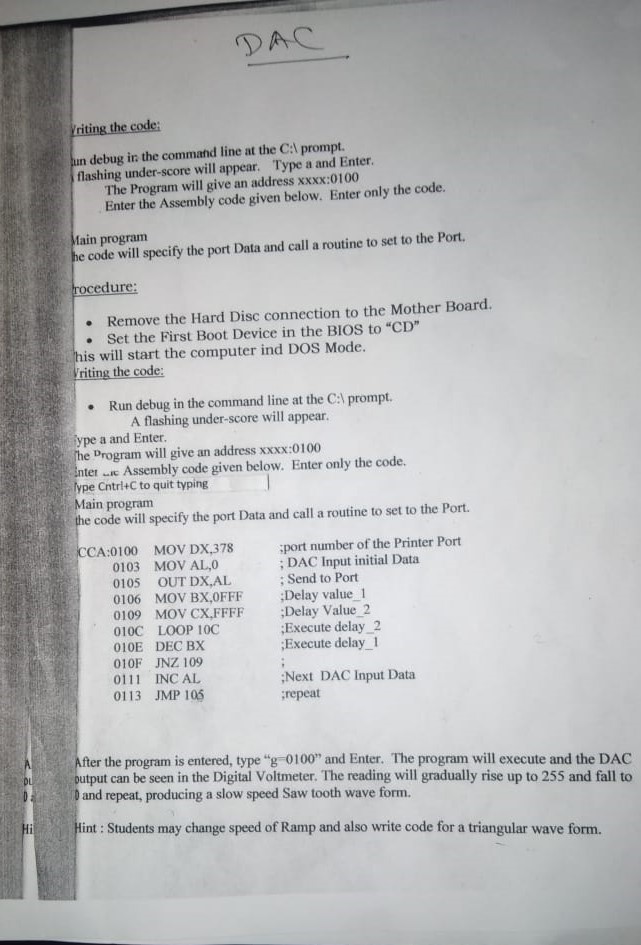 DAC
riting the code:
un debug in the command line at the C:\ prompt.
flashing under-score will appear. Type a and Enter.
The Program will give an address xxxx:0100
Enter the Assembly code given below. Enter only the code.
Main program
he code will specify the port Data and call a routine to set to the Port.
rocedure:
• Remove the Hard Disc connection to the Mother Board.
• Set the First Boot Device in the BIOS to “CD”
his will start the computer ind DOS Mode.
riting the code:
• Run debug in the command line at the C:\ prompt.
A flashing under-score will appear.
ype a and Enter.
he Program will give an address xxxx:0100
nter Assembly code given below. Enter only the code.
ype Cntrl+C to quit typing
Main program
the code will specify the port Data and call a routine to set to the Port.
CCA:0100 MOV DX,378 ;port number of the Printer Port
0103 MOV AL,0 ; DAC Input initial Data
0105 OUT DX,AL ; Send to Port
0106 MOV BX,0FFF ;Delay value_1
0109 MOV CX,FFFF ;Delay Value_2
010C LOOP 10C ;Execute delay_2
010E DEC BX ;Execute delay_1
010F JNZ 109 ;
0111 INC AL ;Next DAC Input Data
0113 JMP 105 ;repeat
After the program is entered, type “g=0100” and Enter. The program will execute and the DAC
output can be seen in the Digital Voltmeter. The reading will gradually rise up to 255 and fall to
0 and repeat, producing a slow speed Saw tooth wave form.
Hint : Students may change speed of Ramp and also write code for a triangular wave form.